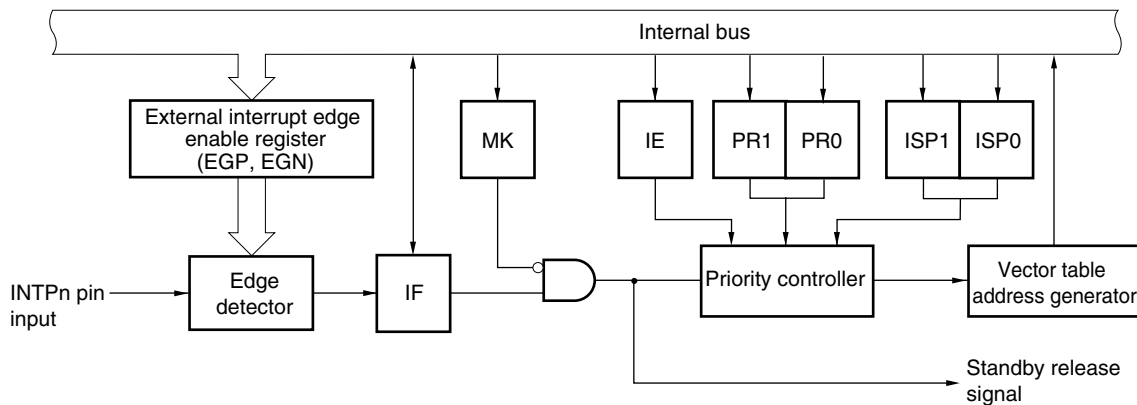 Internal bus
External interrupt edge
enable register
(EGP, EGN)
MK
IE
PR1
PR0
ISP1
ISP0
INTPn pin
input
Edge
detector
IF
Priority controller
Vector table
address generator
Standby release
signal